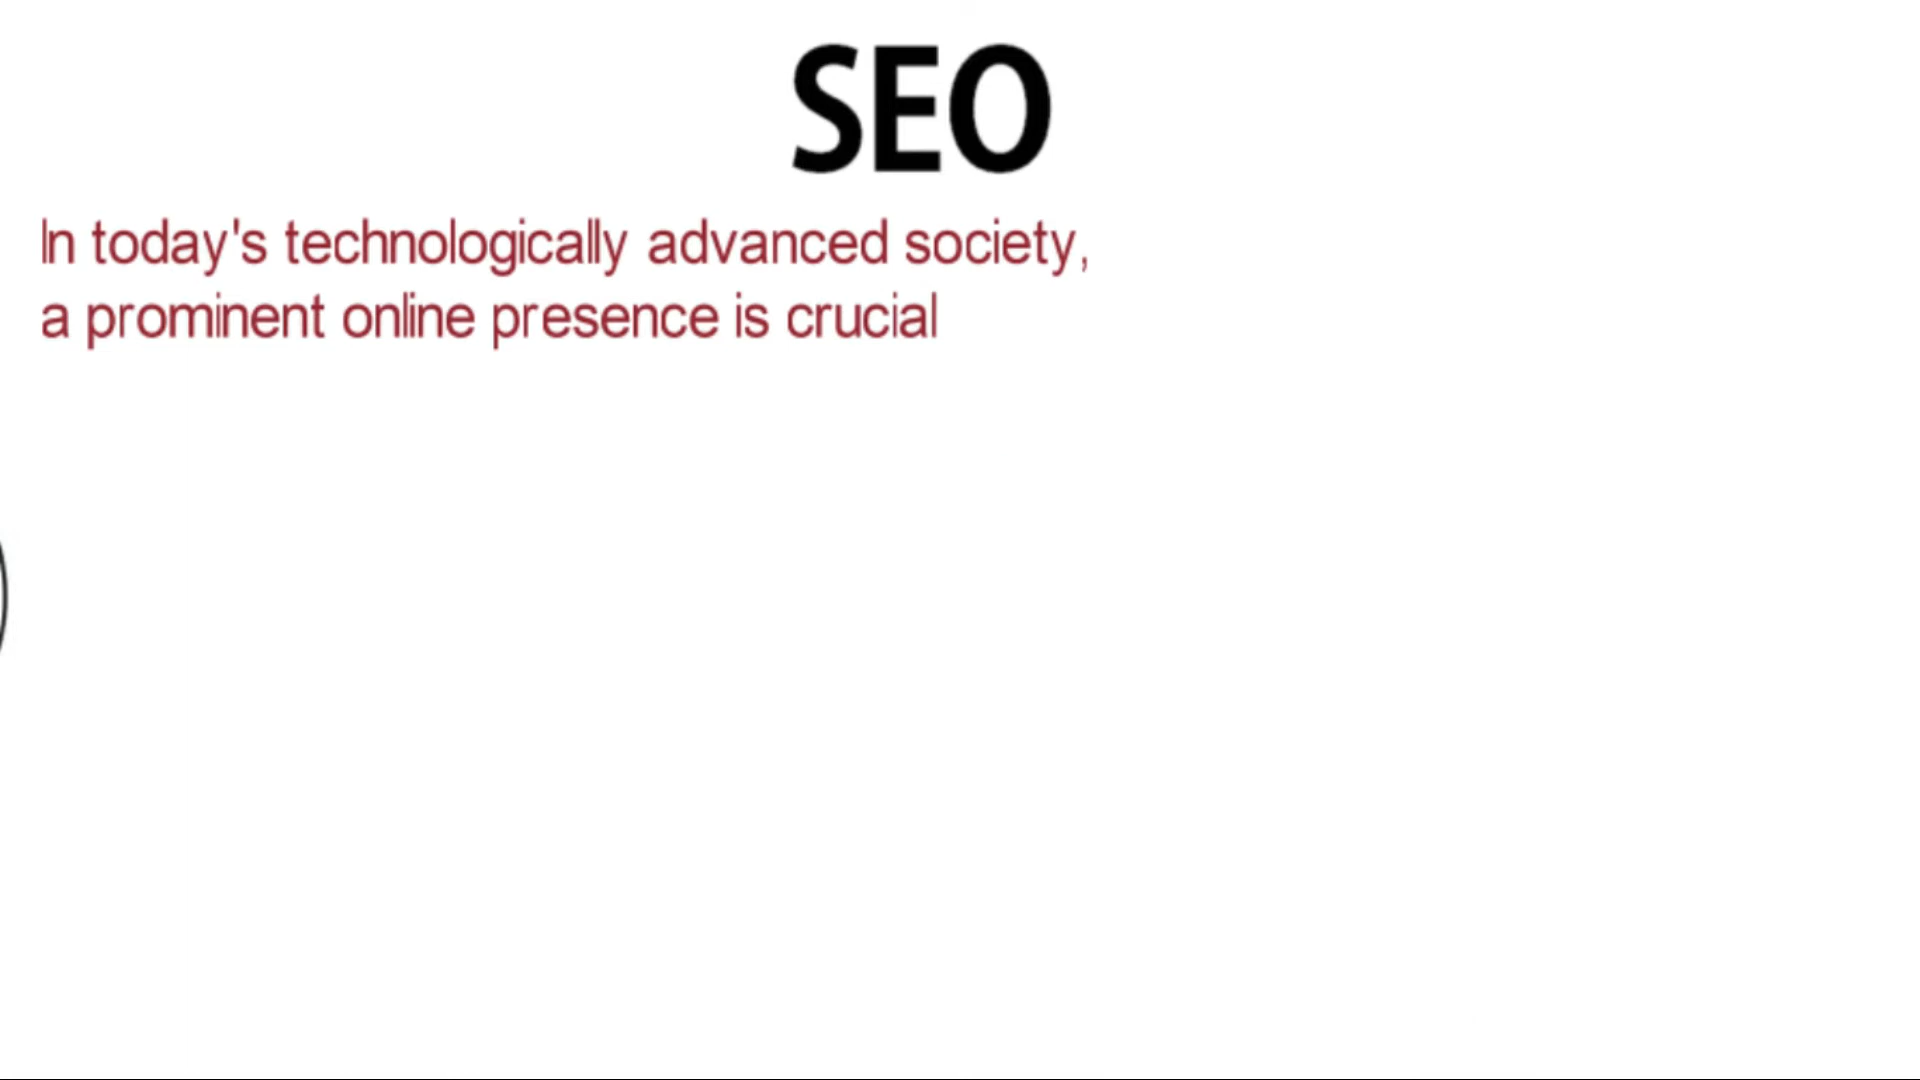 SEO
In today's technologically advanced society,
a prominent online presence is crucial